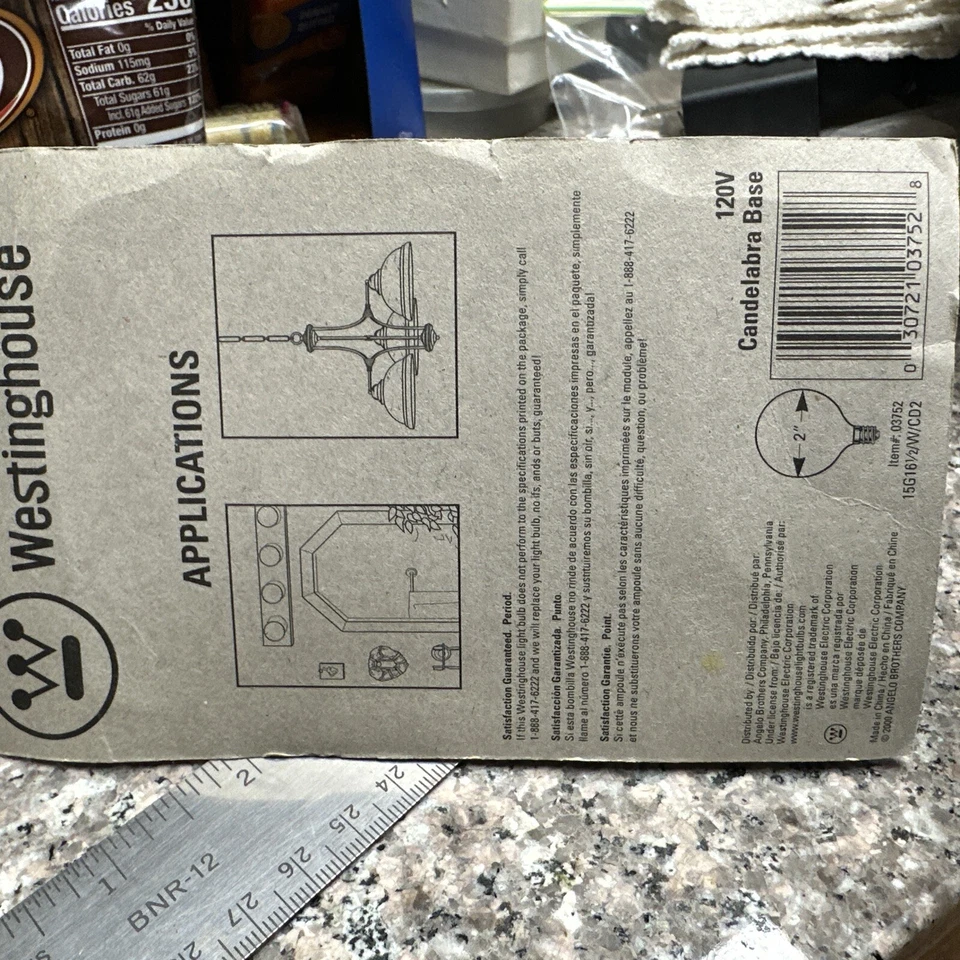 Calories 230
% Daily Value
Total Fat 0g 0%
Sodium 115mg 5%
Total Carb. 62g
Total Sugars 61g
Incl. 61g Added Sugars
Protein 0g
Westinghouse
APPLICATIONS
Satisfaction Guaranteed. Period.
If this Westinghouse light bulb does not perform to the specifications printed on the package, simply call
1-888-417-6222 and we will replace your light bulb, no ifs, ands or buts, guaranteed!
Satisfacción Garantizada. Punto.
Si esta bombilla Westinghouse no rinde de acuerdo con las especificaciones impresas en el paquete, simplemente
llame al número 1-888-417-6222 y sustituiremos su bombilla, sin oír, si..., y..., pero..., garantizada!
Satisfaction Garantie. Point.
Si cette ampoule n'éxécute pas selon les caractéristiques imprimées sur le module, appellez au 1-888-417-6222
et nous ne substituerons votre ampoule sans aucune difficulté, question, ou problème!
120V
Candelabra Base
0 30721 03752 8
2"
Item#: 03752
15G16½/W/CD2
Distributed by / Distribuido por / Distribué par:
Angelo Brothers Company, Philadelphia, Pennsylvania
Under license from: / Bajo licencia de: / Authorisé par:
Westinghouse Electric Corporation
www.westinghouselightbulbs.com
is a registered trademark of
Westinghouse Electric Corporation
es una merca registrada por
Westinghouse Electric Corporation
marque déposée de
Westinghouse Electric Corporation
Made in China / Hecho en China / Fabriqué en Chine
© 2000 ANGELO BROTHERS COMPANY
1 2
BNR-12
27 26 25 24